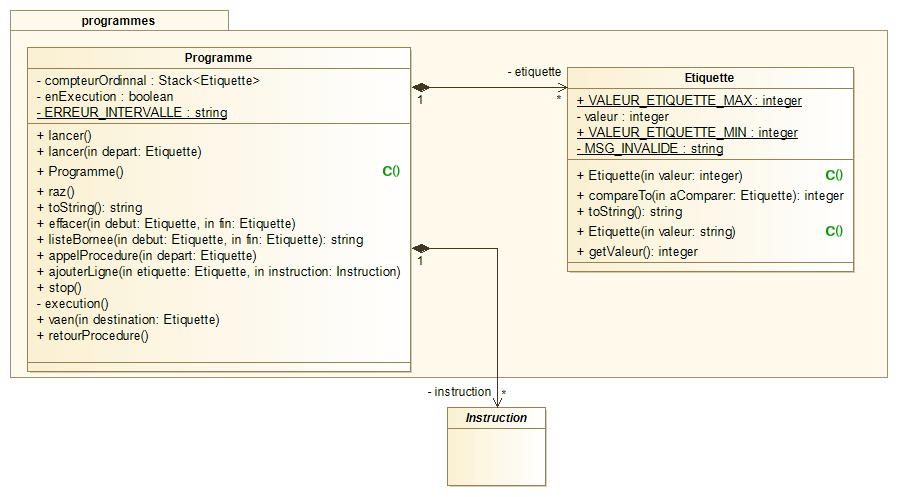 programmes
Programme
- compteurOrdinnal : Stack<Etiquette>
- enExecution : boolean
- ERREUR_INTERVALLE : string
+ lancer()
+ lancer(in depart: Etiquette)
+ Programme() C()
+ raz()
+ toString(): string
+ effacer(in debut: Etiquette, in fin: Etiquette)
+ listeBornee(in debut: Etiquette, in fin: Etiquette): string
+ appelProcedure(in depart: Etiquette)
+ ajouterLigne(in etiquette: Etiquette, in instruction: Instruction)
+ stop()
- execution()
+ vaen(in destination: Etiquette)
+ retourProcedure()
1
- etiquette
*
Etiquette
+ VALEUR_ETIQUETTE_MAX : integer
- valeur : integer
+ VALEUR_ETIQUETTE_MIN : integer
- MSG_INVALIDE : string
+ Etiquette(in valeur: integer) C()
+ compareTo(in aComparer: Etiquette): integer
+ toString(): string
+ Etiquette(in valeur: string) C()
+ getValeur(): integer
1
- instruction *
Instruction